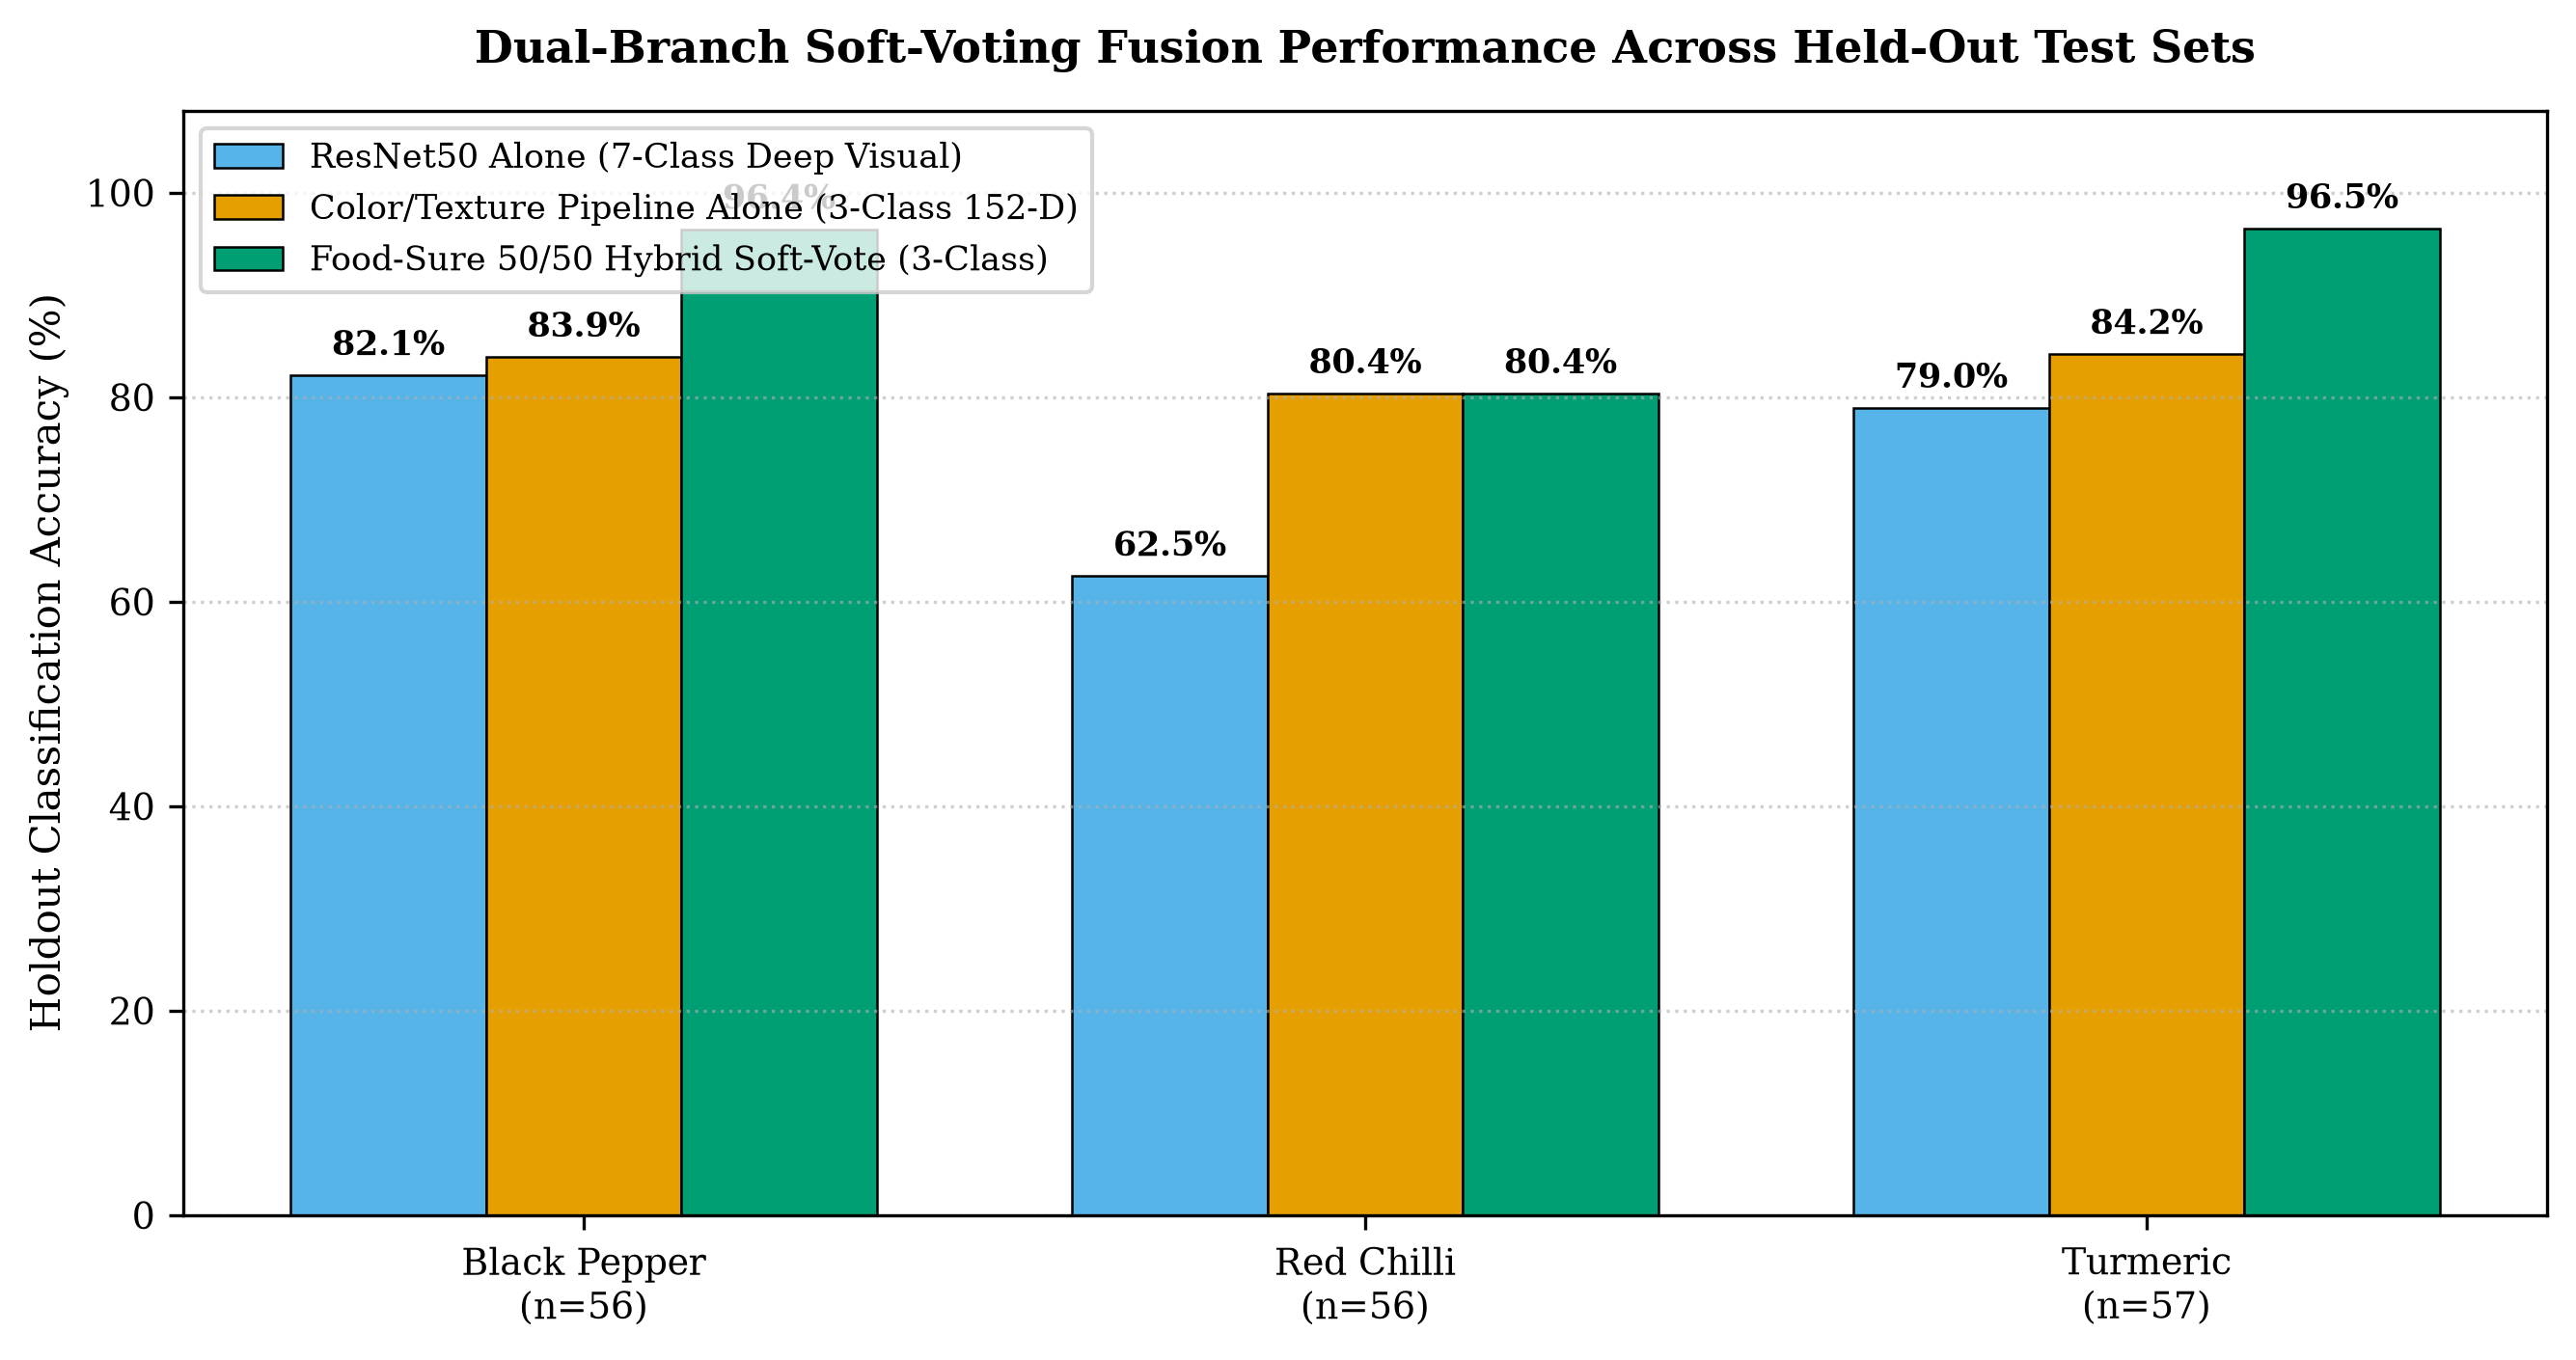 Dual-Branch Soft-Voting Fusion Performance Across Held-Out Test Sets
Holdout Classification Accuracy (%)
100
80
60
40
20
0
ResNet50 Alone (7-Class Deep Visual)
Color/Texture Pipeline Alone (3-Class 152-D)
Food-Sure 50/50 Hybrid Soft-Vote (3-Class)
82.1%
83.9%
96.4%
62.5%
80.4%
80.4%
79.0%
84.2%
96.5%
Black Pepper
(n=56)
Red Chilli
(n=56)
Turmeric
(n=57)